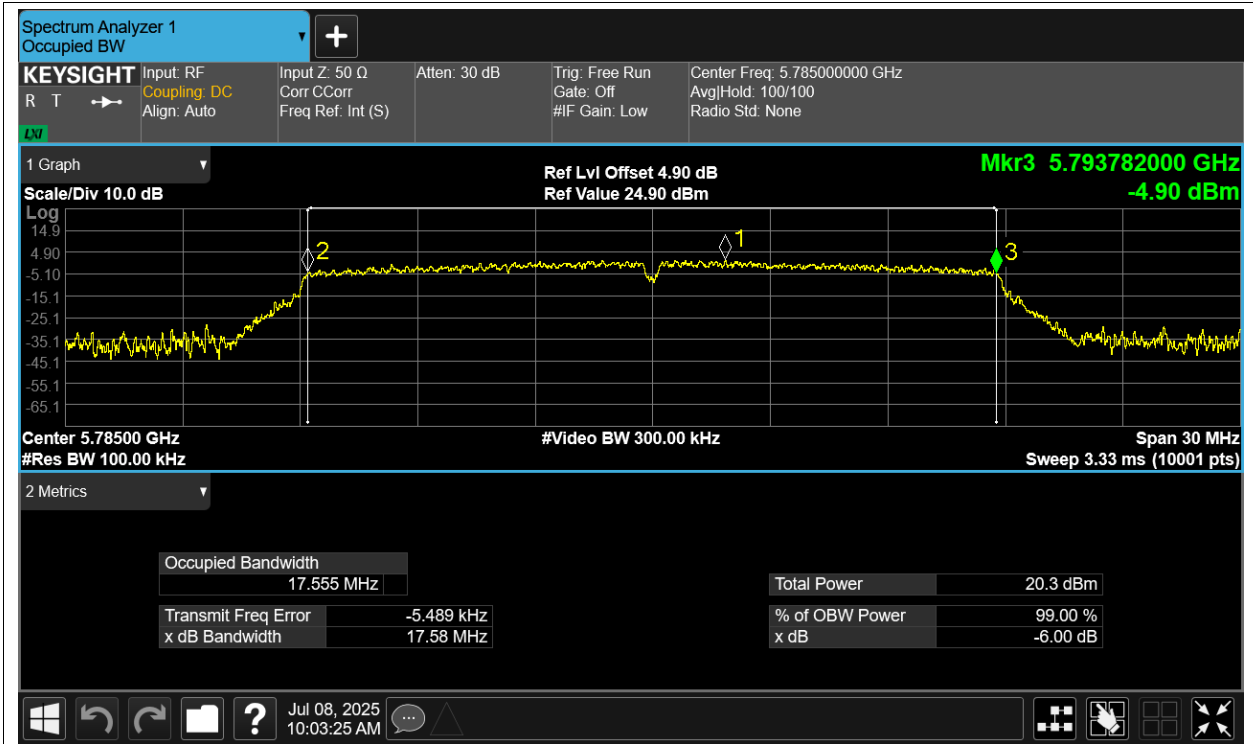 Spectrum Analyzer 1
Occupied BW
KEYSIGHT
R T
LXI
Input: RF
Coupling: DC
Align: Auto
Input Z: 50 Ω
Corr CCorr
Freq Ref: Int (S)
Atten: 30 dB
Trig: Free Run
Gate: Off
#IF Gain: Low
Center Freq: 5.785000000 GHz
Avg|Hold: 100/100
Radio Std: None
1 Graph
Scale/Div 10.0 dB
Ref Lvl Offset 4.90 dB
Ref Value 24.90 dBm
Mkr3 5.793782000 GHz
-4.90 dBm
Log
14.9
4.90
-5.10
-15.1
-25.1
-35.1
-45.1
-55.1
-65.1
2
1
3
Center 5.78500 GHz
#Res BW 100.00 kHz
#Video BW 300.00 kHz
Span 30 MHz
Sweep 3.33 ms (10001 pts)
2 Metrics
Occupied Bandwidth
17.555 MHz
Transmit Freq Error -5.489 kHz
x dB Bandwidth 17.58 MHz
Total Power 20.3 dBm
% of OBW Power 99.00 %
x dB -6.00 dB
?
Jul 08, 2025
10:03:25 AM